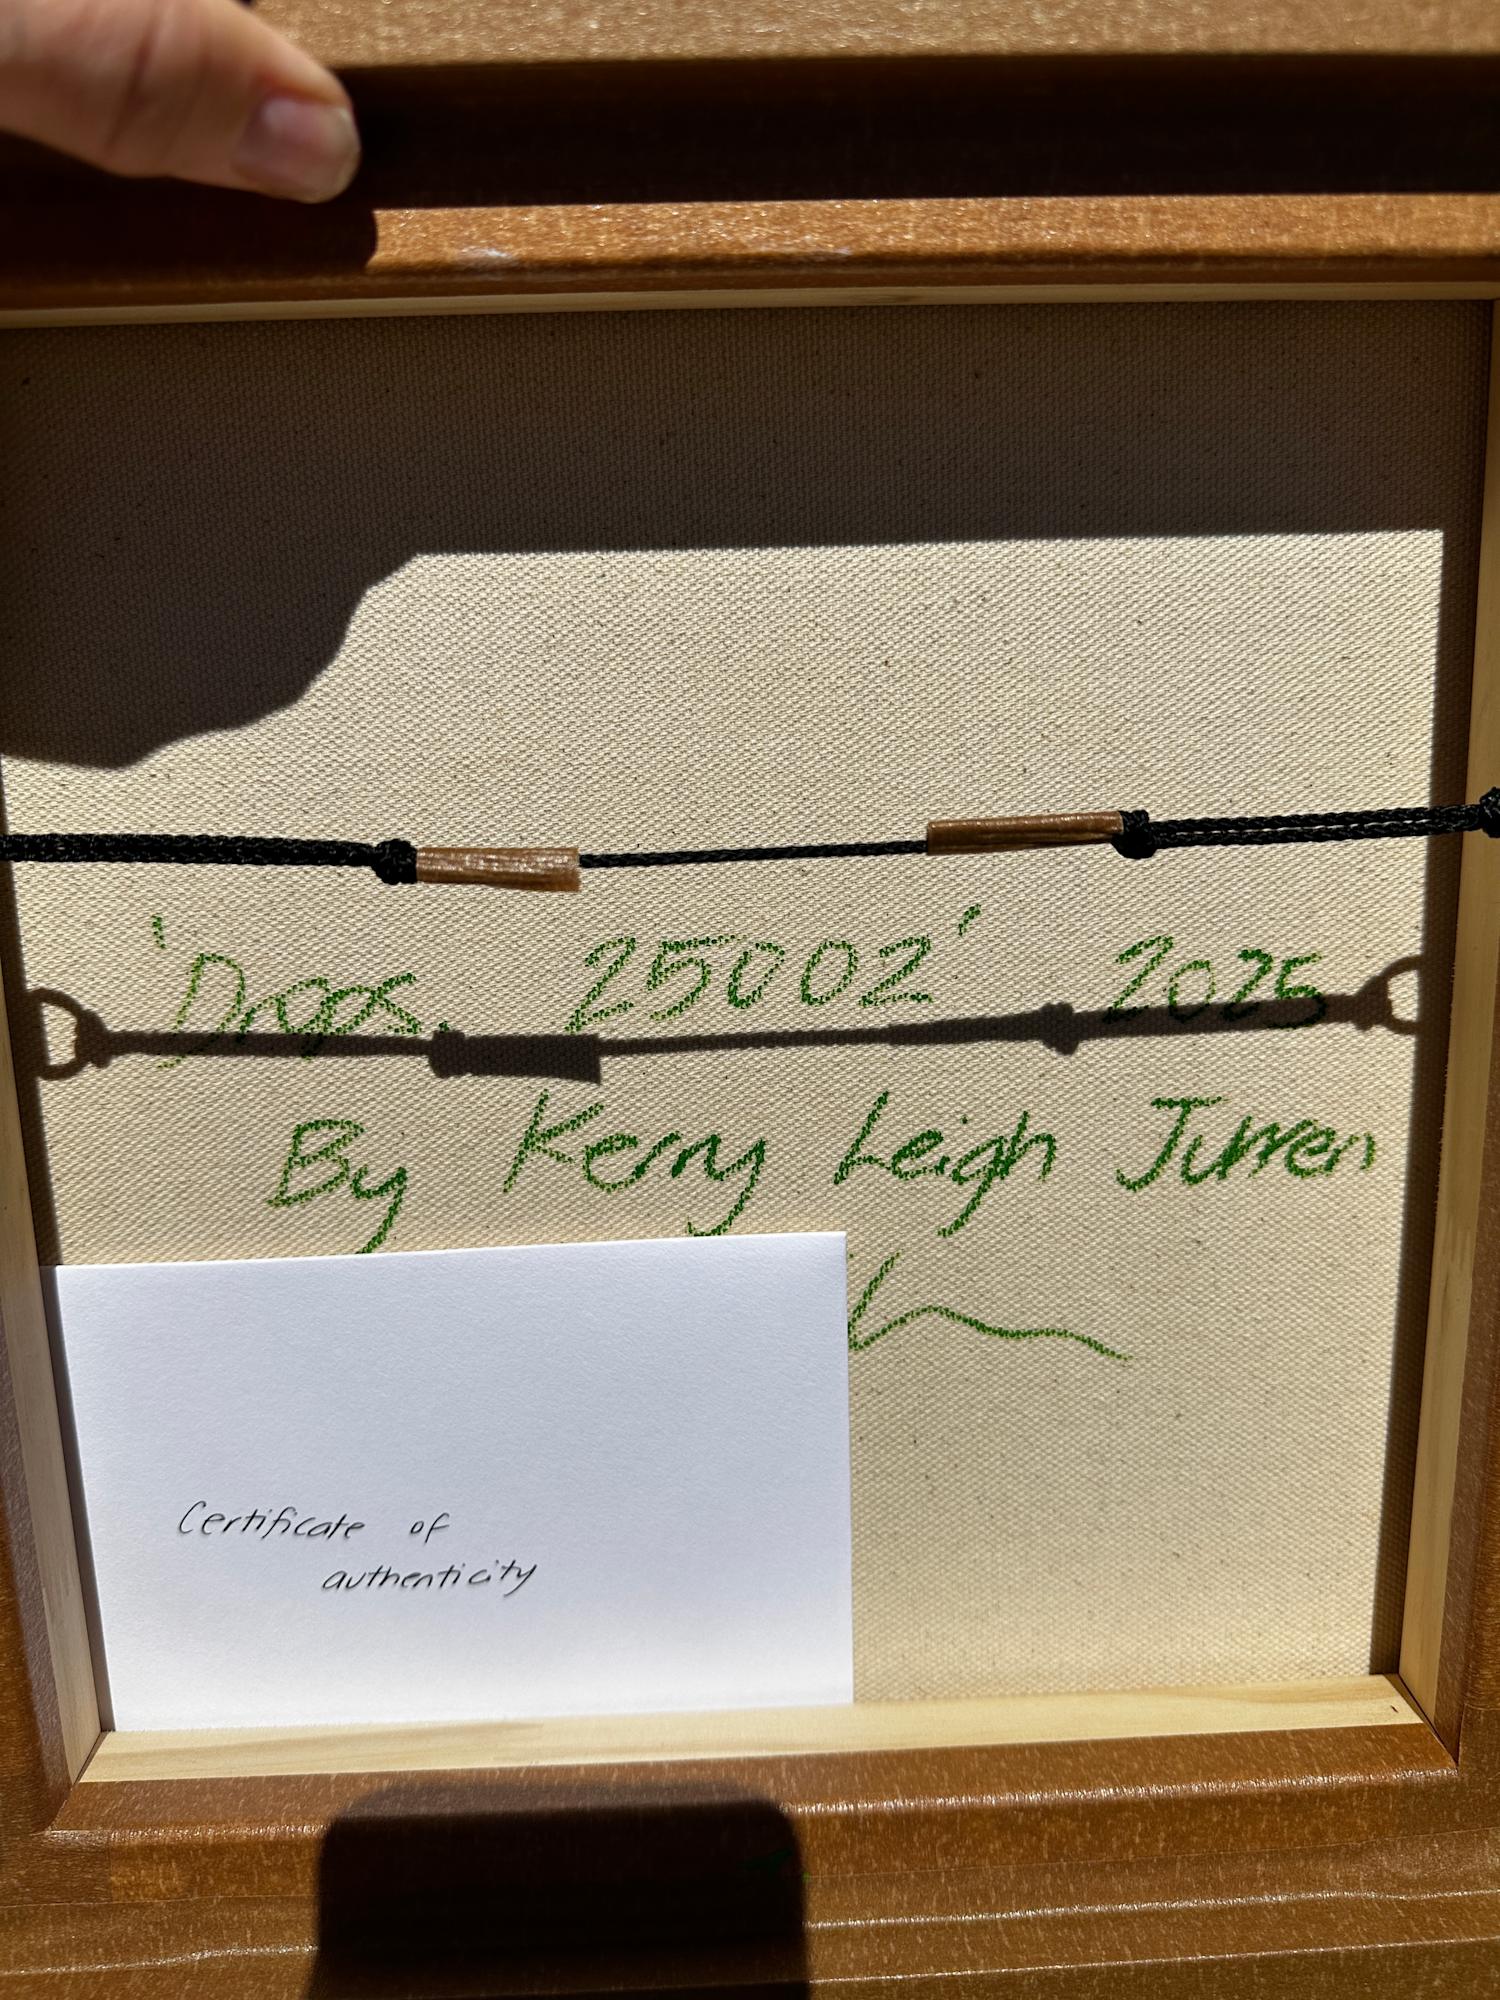 'Drops. 25002' 2025
By Kerry Leigh Jurren
Certificate of
authenticity